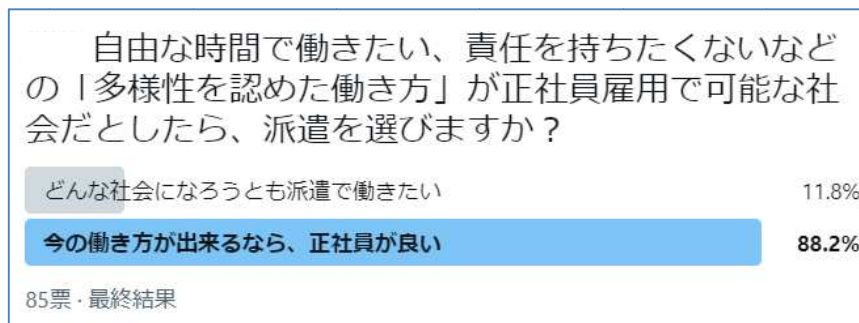 自由な時間で働きたい、責任を持ちたくないなど
の「多様性を認めた働き方」が正社員雇用で可能な社
会だとしたら、派遣を選びますか？
どんな社会になろうとも派遣で働きたい 11.8%
今の働き方が出来るなら、正社員が良い 88.2%
85票・最終結果